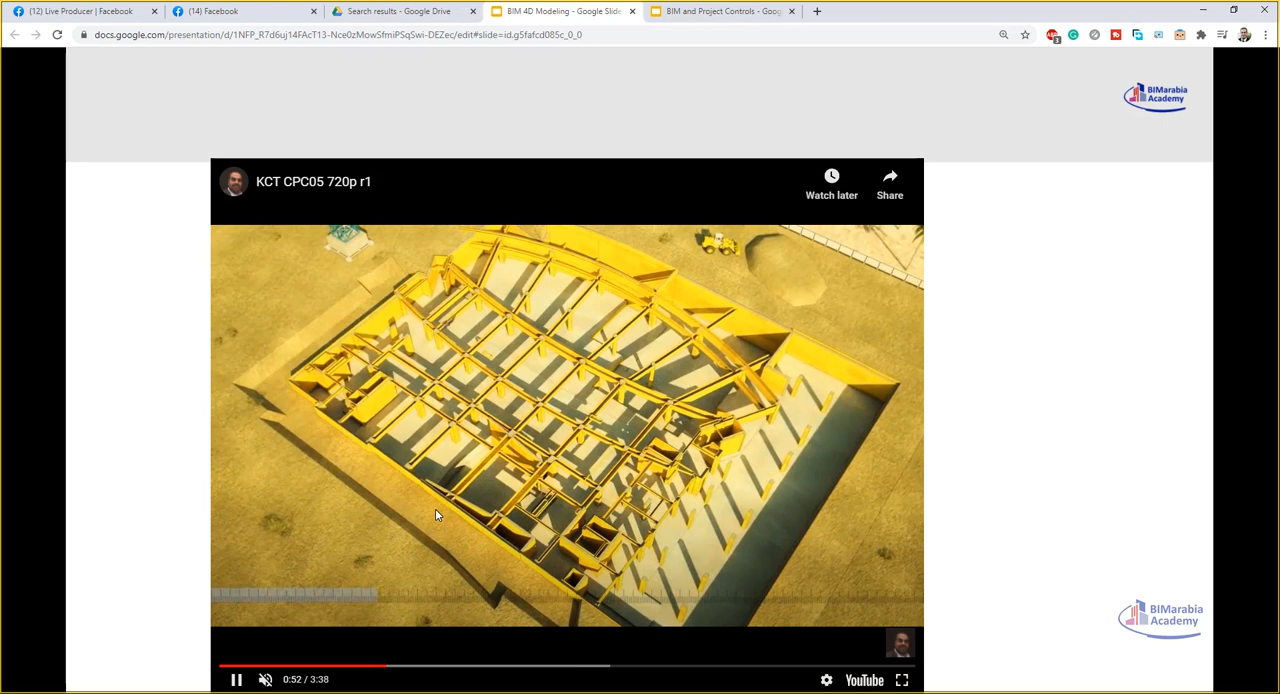 (12) Live Producer | Facebook
(14) Facebook
Search results - Google Drive
BIM 4D Modeling - Google Slide
BIM and Project Controls - Goog
docs.google.com/presentation/d/1NFP_R7d6uj14FAcT13-Nce0zMowSfmiPSqSwi-DEZec/edit#slide=id.g5fafcd085c_0_0
3
BIMarabia
Academy
KCT CPC05 720p r1
Watch later
Share
BIMarabia
Academy
0:52 / 3:38
YouTube